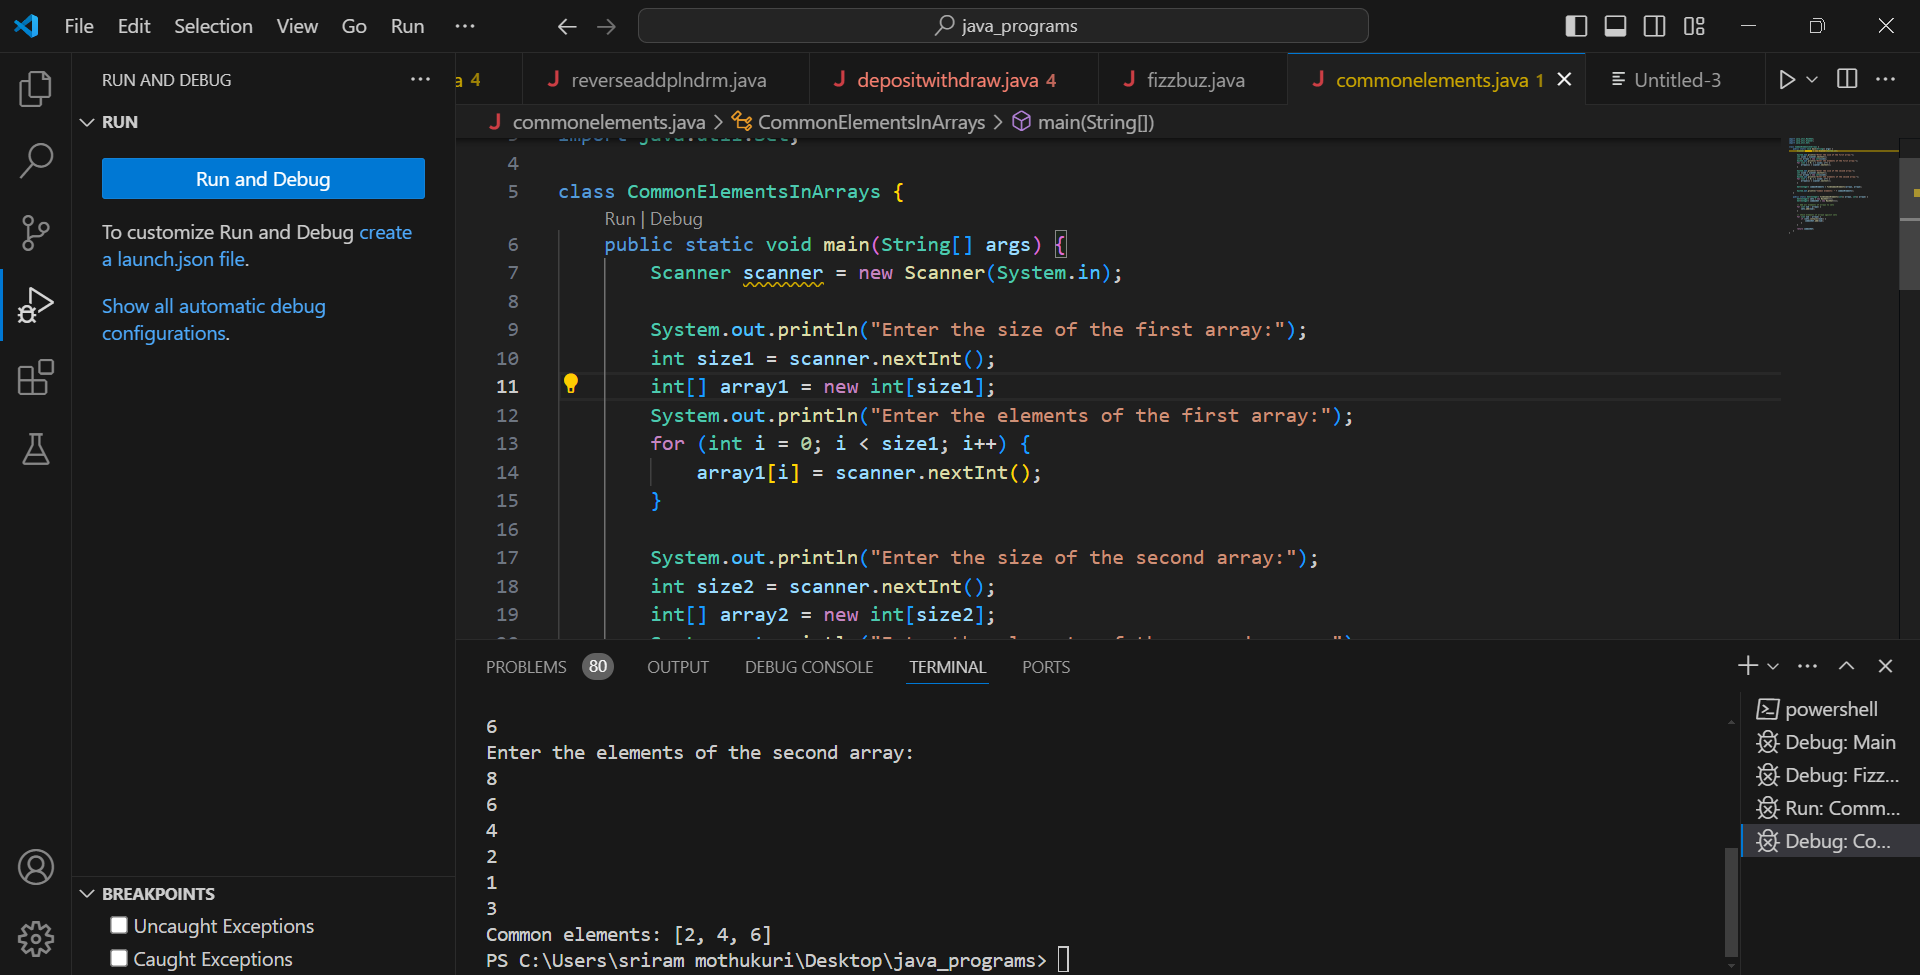 File Edit Selection View Go Run ...
java_programs
RUN AND DEBUG ...
RUN
Run and Debug
To customize Run and Debug create
a launch.json file.
Show all automatic debug
configurations.
BREAKPOINTS
Uncaught Exceptions
Caught Exceptions
a 4
J reverseaddplndrm.java
J depositwithdraw.java 4
J fizzbuz.java
J commonelements.java 1
Untitled-3
J commonelements.java > CommonElementsInArrays > main(String[])
3 import java.util.Set;
4
5 class CommonElementsInArrays {
Run | Debug
6 public static void main(String[] args) {
7 Scanner scanner = new Scanner(System.in);
8
9 System.out.println("Enter the size of the first array:");
10 int size1 = scanner.nextInt();
11 int[] array1 = new int[size1];
12 System.out.println("Enter the elements of the first array:");
13 for (int i = 0; i < size1; i++) {
14 array1[i] = scanner.nextInt();
15 }
16
17 System.out.println("Enter the size of the second array:");
18 int size2 = scanner.nextInt();
19 int[] array2 = new int[size2];
PROBLEMS 80 OUTPUT DEBUG CONSOLE TERMINAL PORTS
6
Enter the elements of the second array:
8
6
4
2
1
3
Common elements: [2, 4, 6]
PS C:\Users\sriram mothukuri\Desktop\java_programs>
powershell
Debug: Main
Debug: Fizz...
Run: Comm...
Debug: Co...